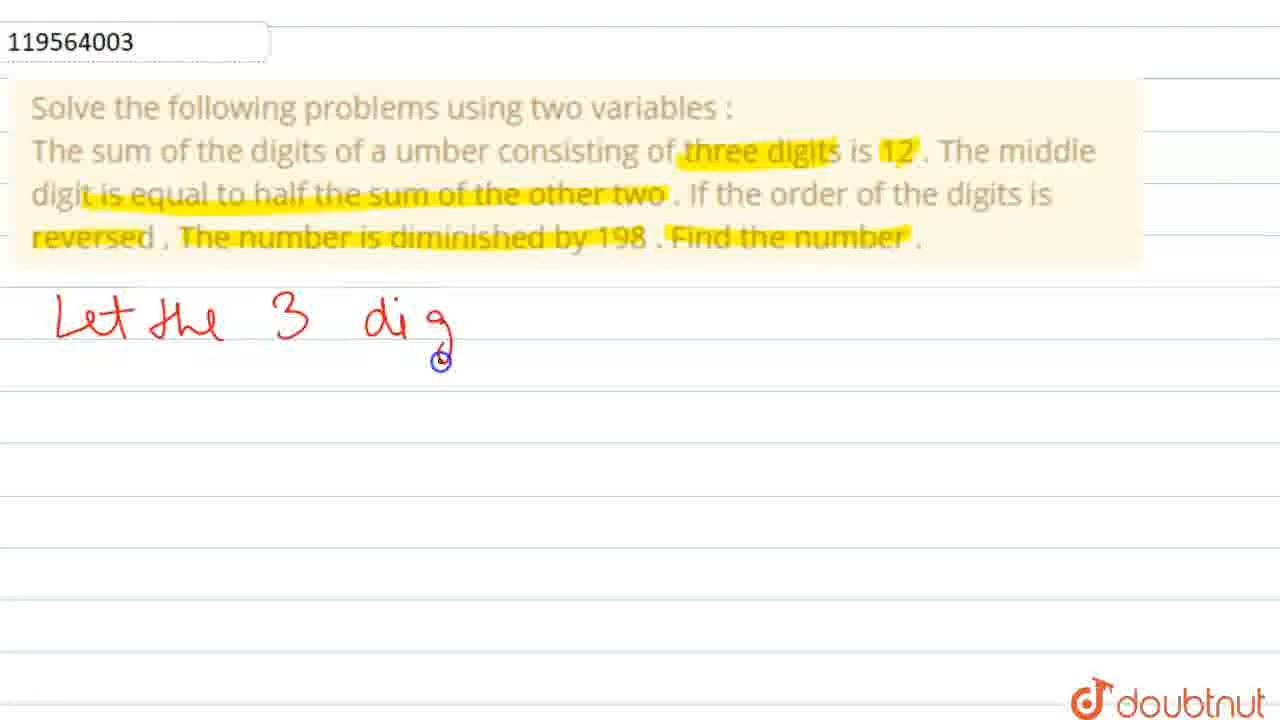 119564003
Solve the following problems using two variables :
The sum of the digits of a umber consisting of three digits is 12 . The middle
digit is equal to half the sum of the other two . If the order of the digits is
reversed . The number is diminished by 198 . Find the number .
Let the 3 dig
doubtnut